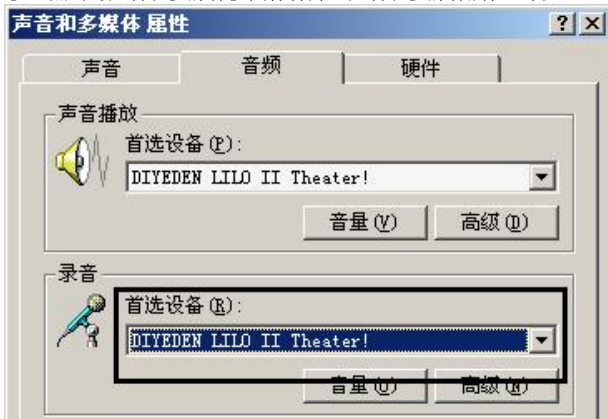 声音和多媒体 属性
声音 音频 硬件
声音播放
首选设备(P):
DIYEDEN LILO II Theater!
音量(V) 高级(D)
录音
首选设备(R):
DIYEDEN LILO II Theater!
音量(U) 高级(N)